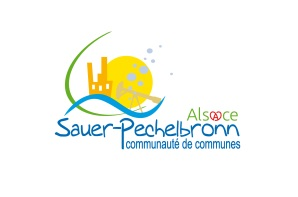 Alsace
Sauer-Pechelbronn
communauté de communes